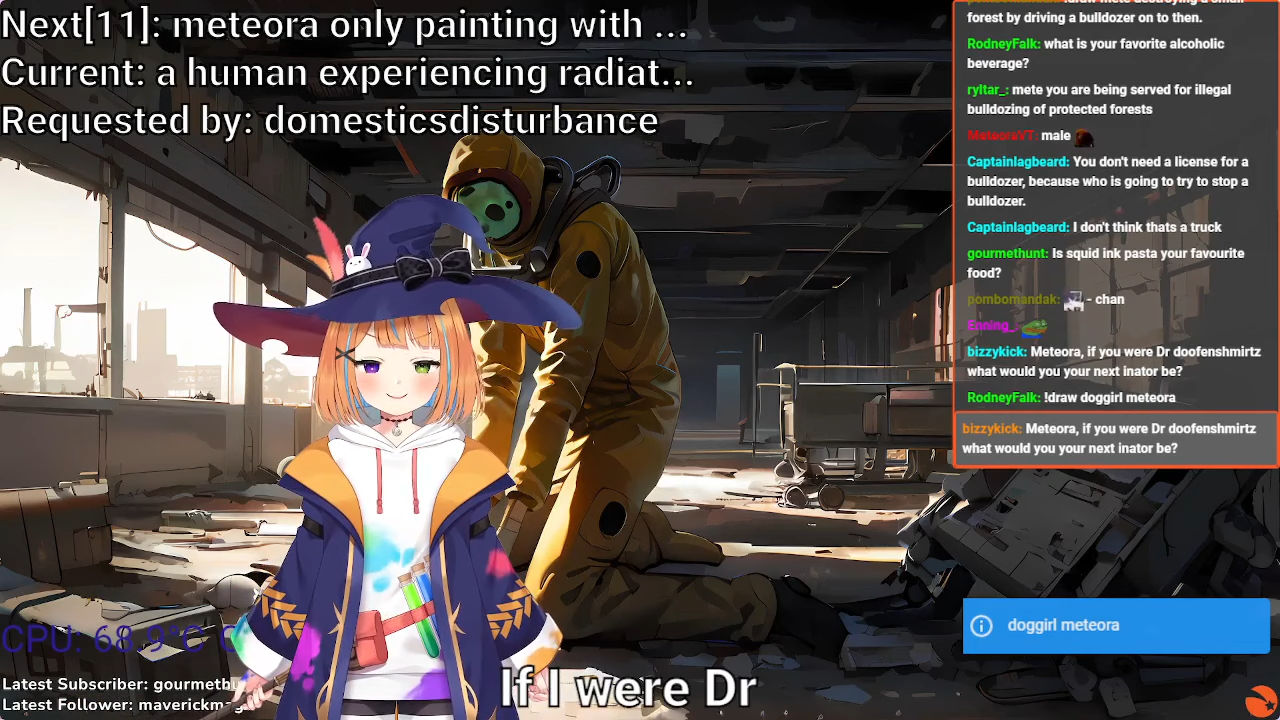 Next[11]: meteora only painting with ...
Current: a human experiencing radiat...
Requested by: domesticsdisturbance
forest by driving a bulldozer on to then.
RodneyFalk: what is your favorite alcoholic
beverage?
ryltar_: mete you are being served for illegal
bulldozing of protected forests
MeteoraYT: male
Captainlagbeard: You don't need a license for a
bulldozer, because who is going to try to stop a
bulldozer.
Captainlagbeard: I don't think thats a truck
gourmethunt: Is squid ink pasta your favourite
food?
pombomandak: - chan
Enning_:
bizzykick: Meteora, if you were Dr doofenshmirtz
what would you your next inator be?
RodneyFalk: !draw doggirl meteora
bizzykick: Meteora, if you were Dr doofenshmirtz
what would you your next inator be?
doggirl meteora
CPU: 68.9°C
Latest Subscriber: gourmethu
Latest Follower: maverickm
If I were Dr